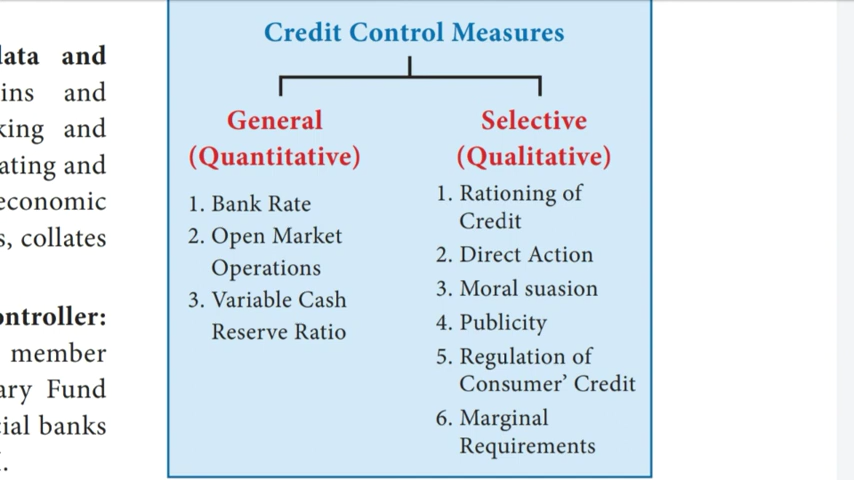 data and
ins and
king and
ating and
economic
s, collates
ontroller:
member
ary Fund
cial banks
Credit Control Measures
General
(Quantitative)
1. Bank Rate
2. Open Market
Operations
3. Variable Cash
Reserve Ratio
Selective
(Qualitative)
1. Rationing of
Credit
2. Direct Action
3. Moral suasion
4. Publicity
5. Regulation of
Consumer’ Credit
6. Marginal
Requirements